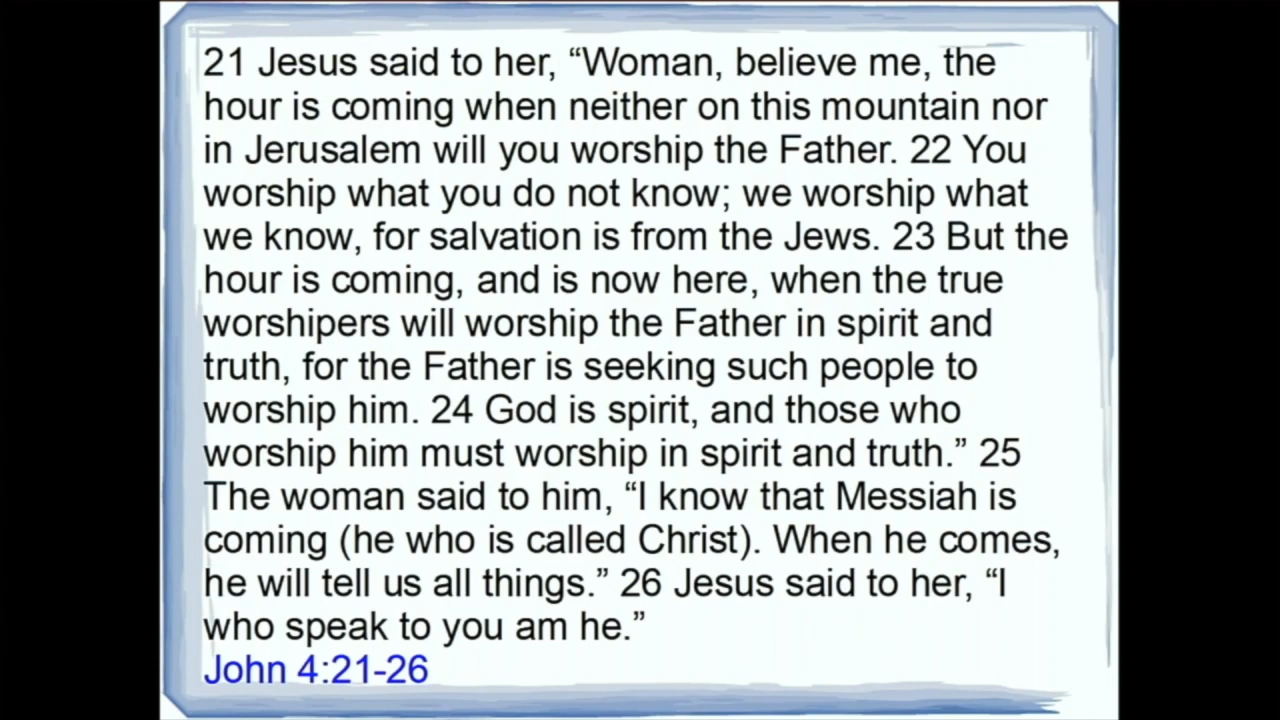 21 Jesus said to her, “Woman, believe me, the
hour is coming when neither on this mountain nor
in Jerusalem will you worship the Father. 22 You
worship what you do not know; we worship what
we know, for salvation is from the Jews. 23 But the
hour is coming, and is now here, when the true
worshipers will worship the Father in spirit and
truth, for the Father is seeking such people to
worship him. 24 God is spirit, and those who
worship him must worship in spirit and truth.” 25
The woman said to him, “I know that Messiah is
coming (he who is called Christ). When he comes,
he will tell us all things.” 26 Jesus said to her, “I
who speak to you am he.”
John 4:21-26